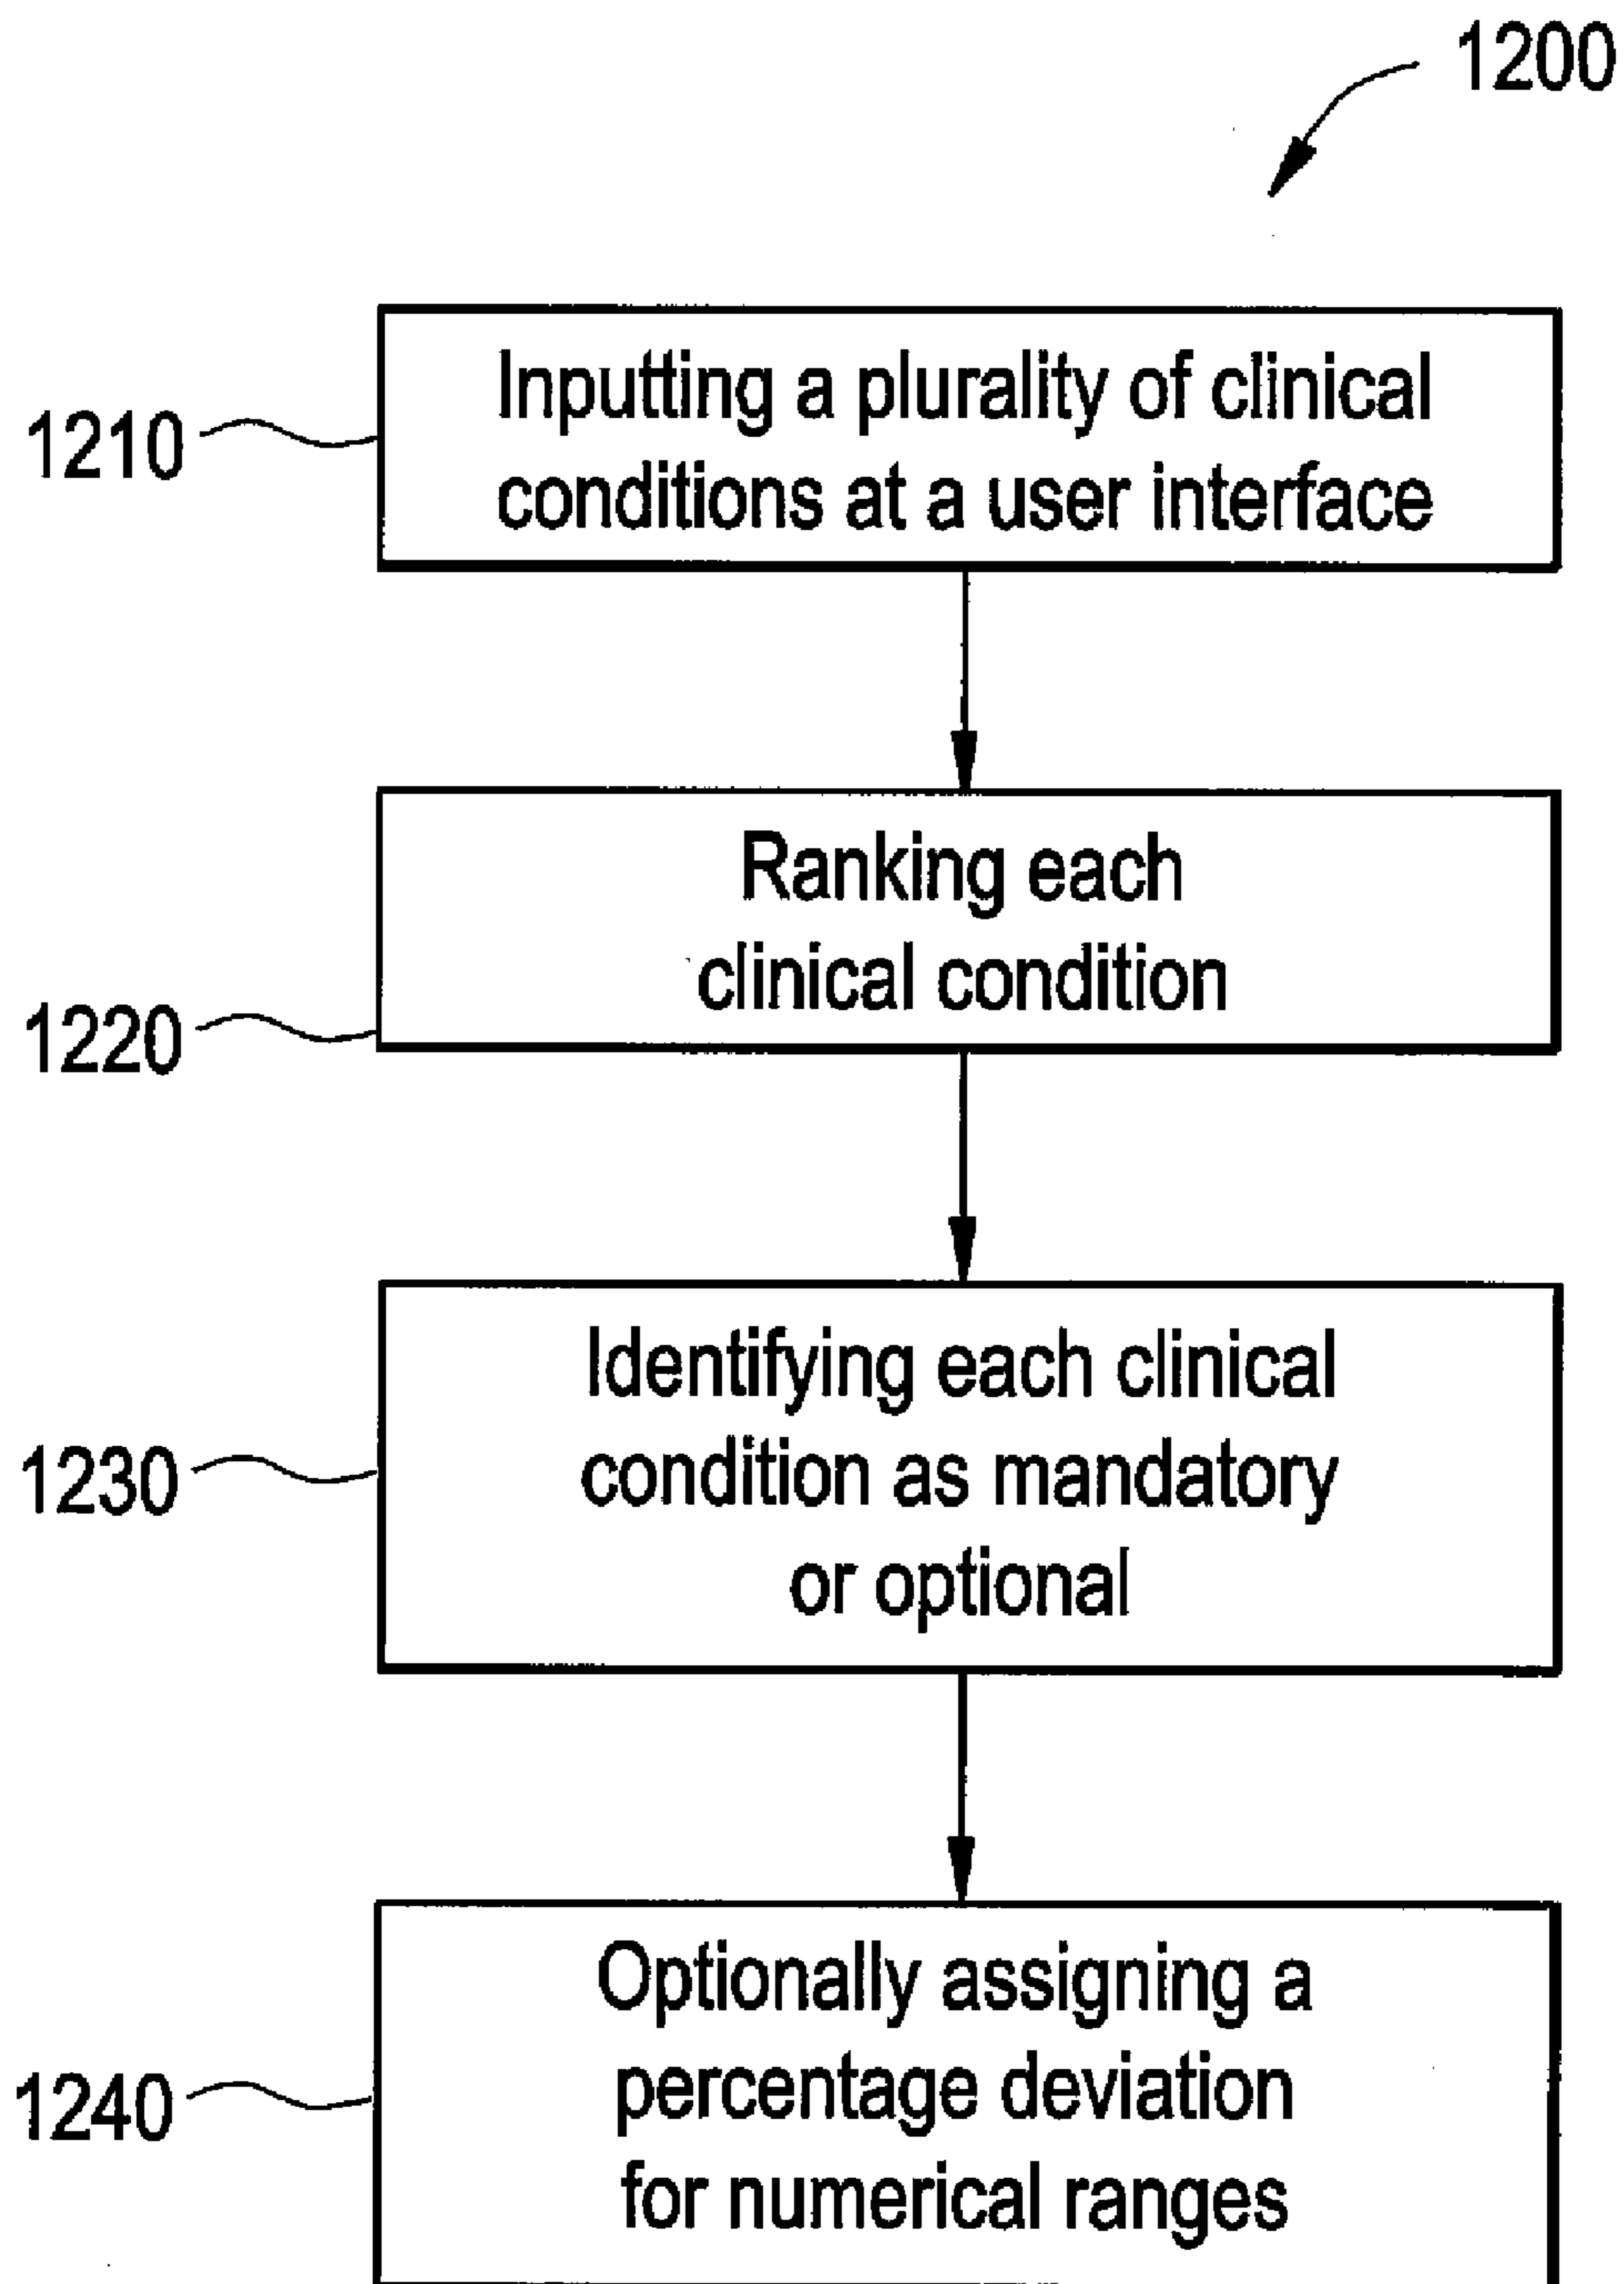 1200
1210
Inputting a plurality of clinical
conditions at a user interface
Ranking each
clinical condition
1220
Identifying each clinical
condition as mandatory
or optional
1230
Optionally assigning a
percentage deviation
for numerical ranges
1240